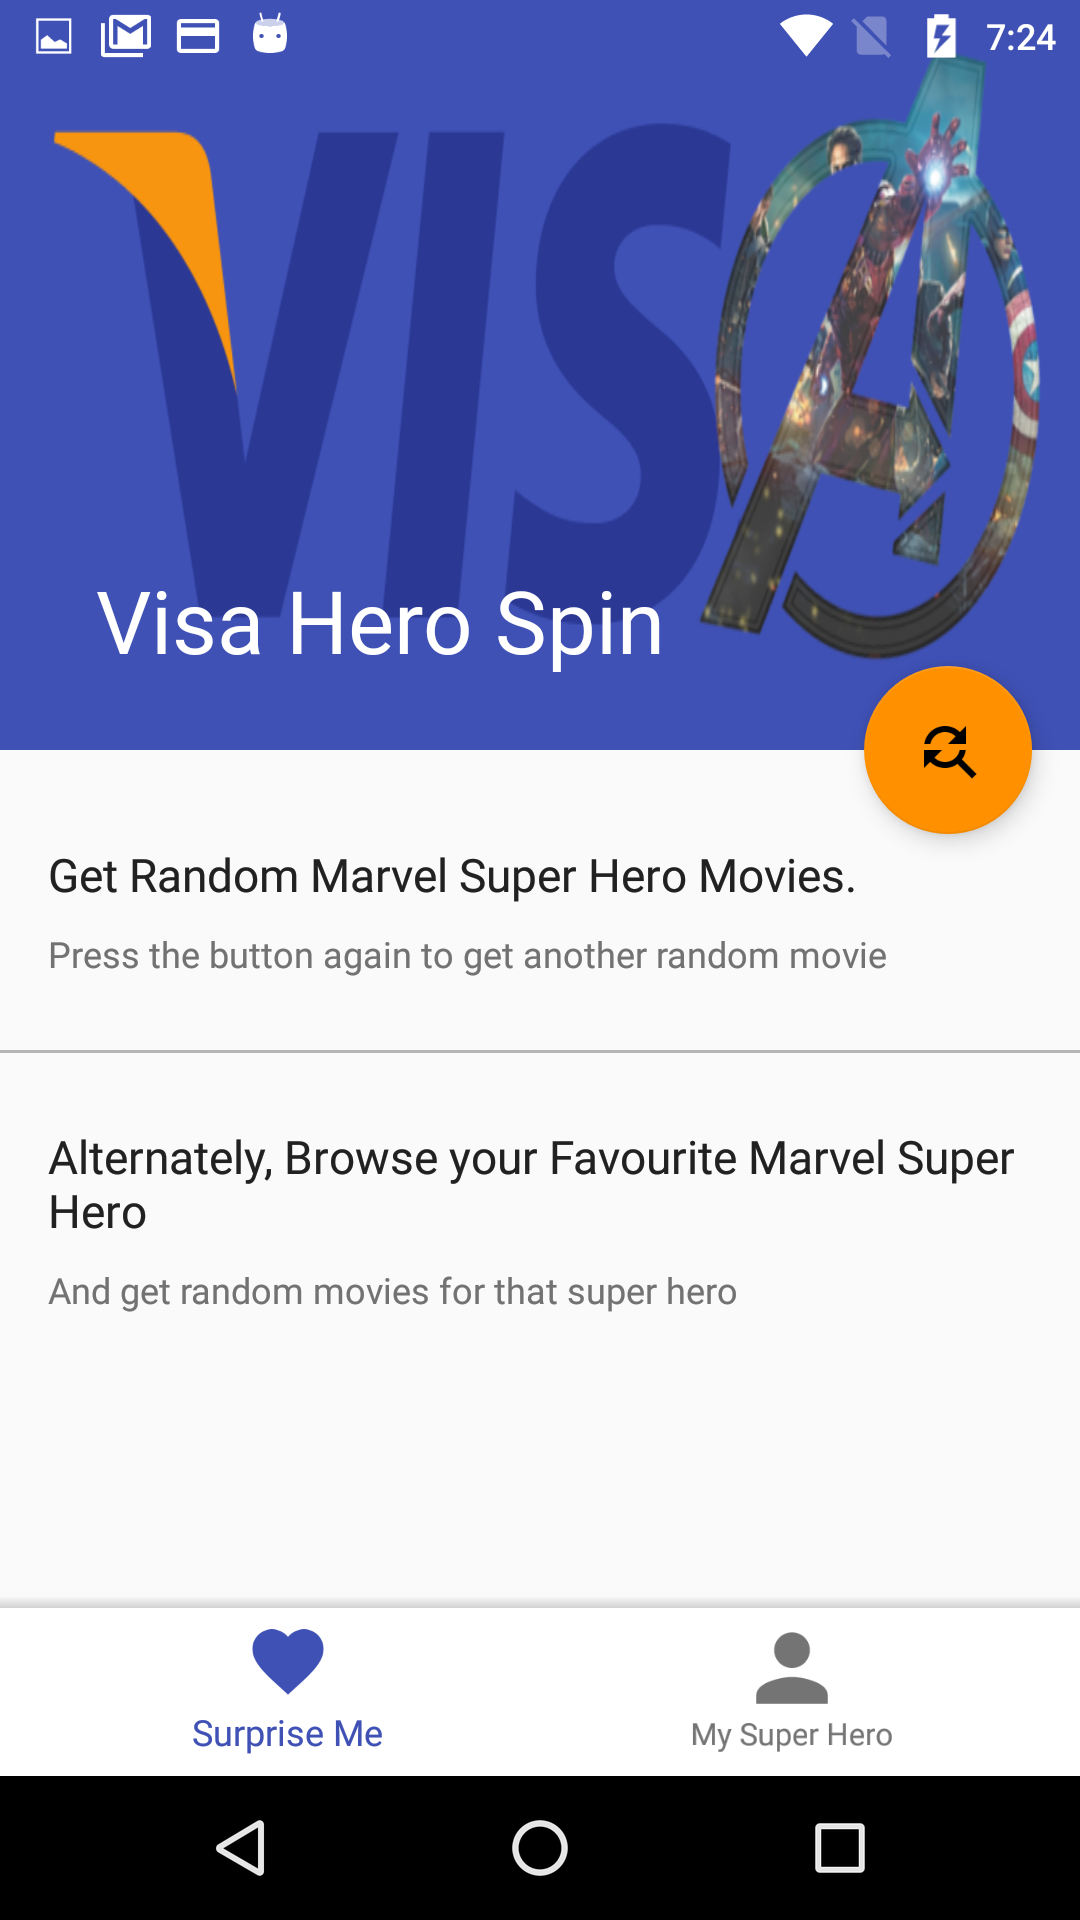 7:24
VISA
Visa Hero Spin
Get Random Marvel Super Hero Movies.
Press the button again to get another random movie
Alternately, Browse your Favourite Marvel Super
Hero
And get random movies for that super hero
Surprise Me
My Super Hero